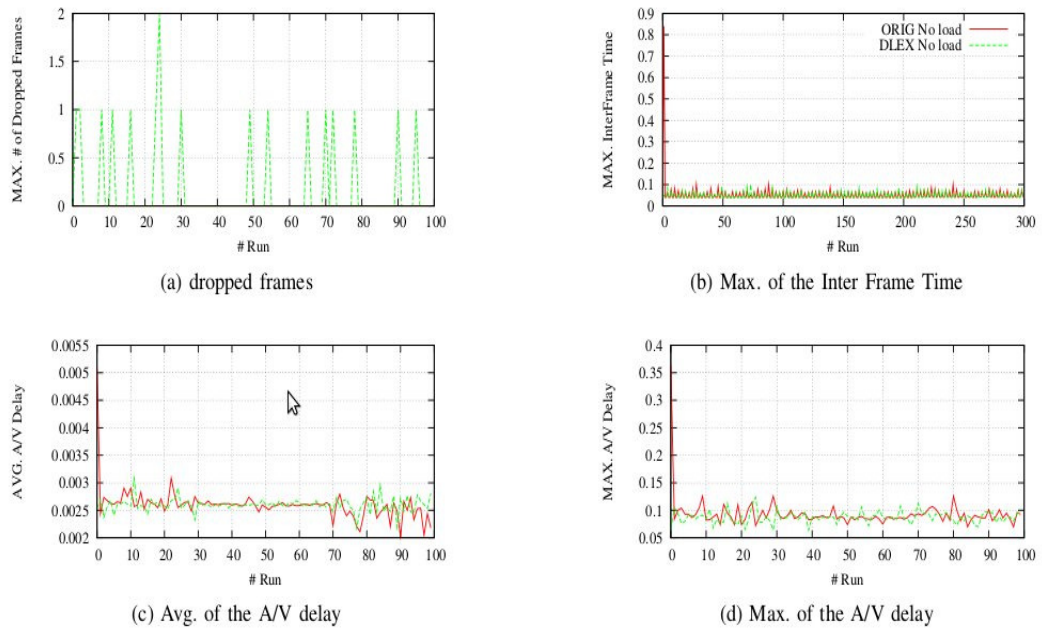 2
1.5
1
0.5
0
MAX. # of Dropped Frames
0 10 20 30 40 50 60 70 80 90 100
# Run
(a) dropped frames
0.9
0.8
0.7
0.6
0.5
0.4
0.3
0.2
0.1
0
MAX. InterFrame Time
ORIG No load
DLEX No load
0 50 100 150 200 250 300
# Run
(b) Max. of the Inter Frame Time
0.0055
0.005
0.0045
0.004
0.0035
0.003
0.0025
0.002
AVG. A/V Delay
0 10 20 30 40 50 60 70 80 90 100
# Run
(c) Avg. of the A/V delay
0.4
0.35
0.3
0.25
0.2
0.15
0.1
0.05
MAX. A/V Delay
0 10 20 30 40 50 60 70 80 90 100
# Run
(d) Max. of the A/V delay